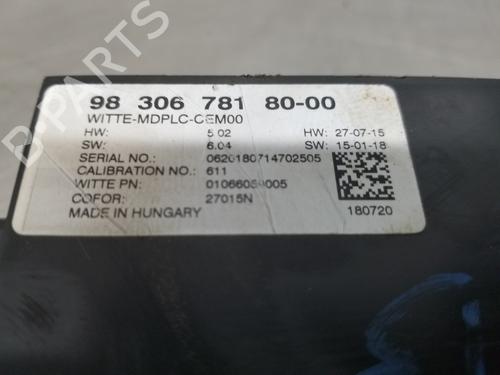 98 306 781 80-00
WITTE-MDPLC-OEM00
HW: 5.02 HW: 27-07-15
SW: 6.04 SW: 15-01-18
SERIAL NO.: 0620180714702505
CALIBRATION NO.: 611
WITTE PN:
COFOR: 27015N
MADE IN HUNGARY 180720
B-PARTS